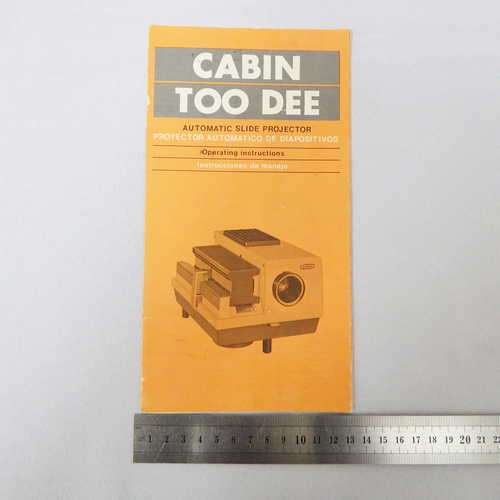 CABIN
TOO DEE
AUTOMATIC SLIDE PROJECTOR
PROYECTOR AUTOMATICO DE DIAPOSITIVOS
Operating instructions
Instrucciones de manejo
1 2 3 4 5 6 7 8 9 10 11 12 13 14 15 16 17 18 19 20 21 22